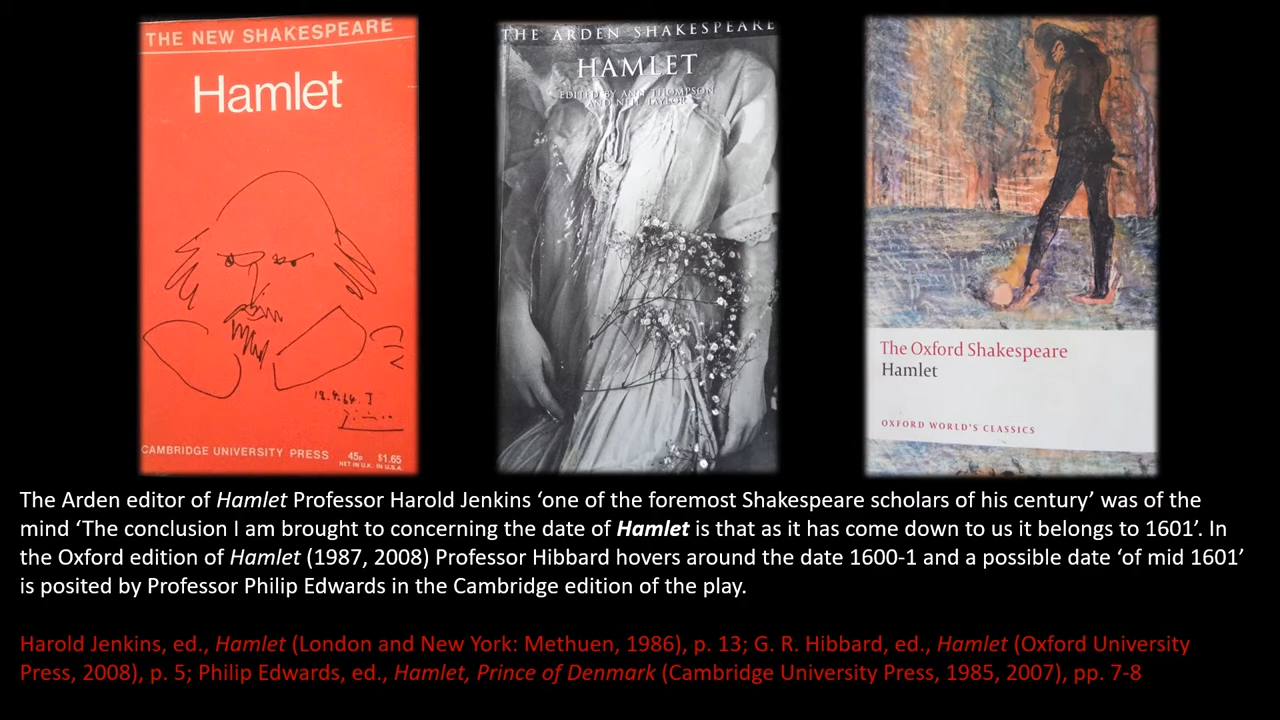 THE NEW SHAKESPEARE
Hamlet
18.4.64. I
CAMBRIDGE UNIVERSITY PRESS
45p $1.65
NET IN U.K. IN U.S.A.
THE ARDEN SHAKESPEARE
HAMLET
EDITED BY ANN THOMPSON
AND NEIL TAYLOR
The Oxford Shakespeare
Hamlet
OXFORD WORLD'S CLASSICS
The Arden editor of Hamlet Professor Harold Jenkins ‘one of the foremost Shakespeare scholars of his century’ was of the
mind ‘The conclusion I am brought to concerning the date of Hamlet is that as it has come down to us it belongs to 1601’. In
the Oxford edition of Hamlet (1987, 2008) Professor Hibbard hovers around the date 1600-1 and a possible date ‘of mid 1601’
is posited by Professor Philip Edwards in the Cambridge edition of the play.
Harold Jenkins, ed., Hamlet (London and New York: Methuen, 1986), p. 13; G. R. Hibbard, ed., Hamlet (Oxford University
Press, 2008), p. 5; Philip Edwards, ed., Hamlet, Prince of Denmark (Cambridge University Press, 1985, 2007), pp. 7-8